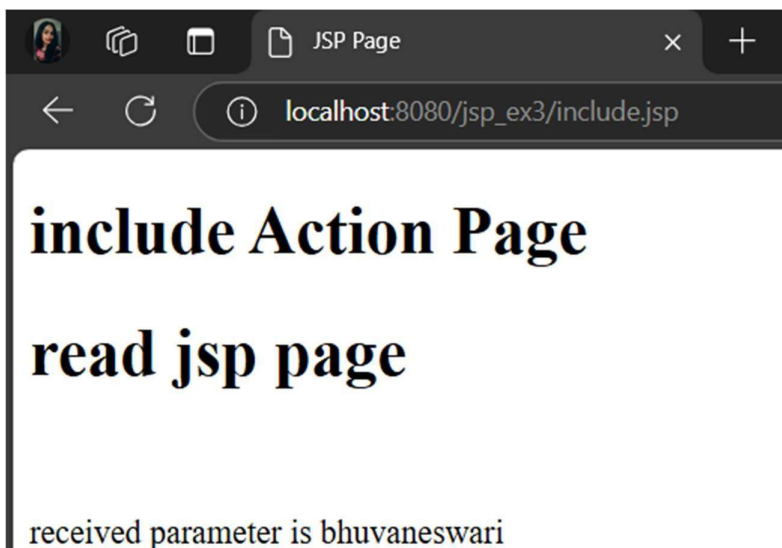 JSP Page
localhost:8080/jsp_ex3/include.jsp
include Action Page
read jsp page
received parameter is bhuvaneswari